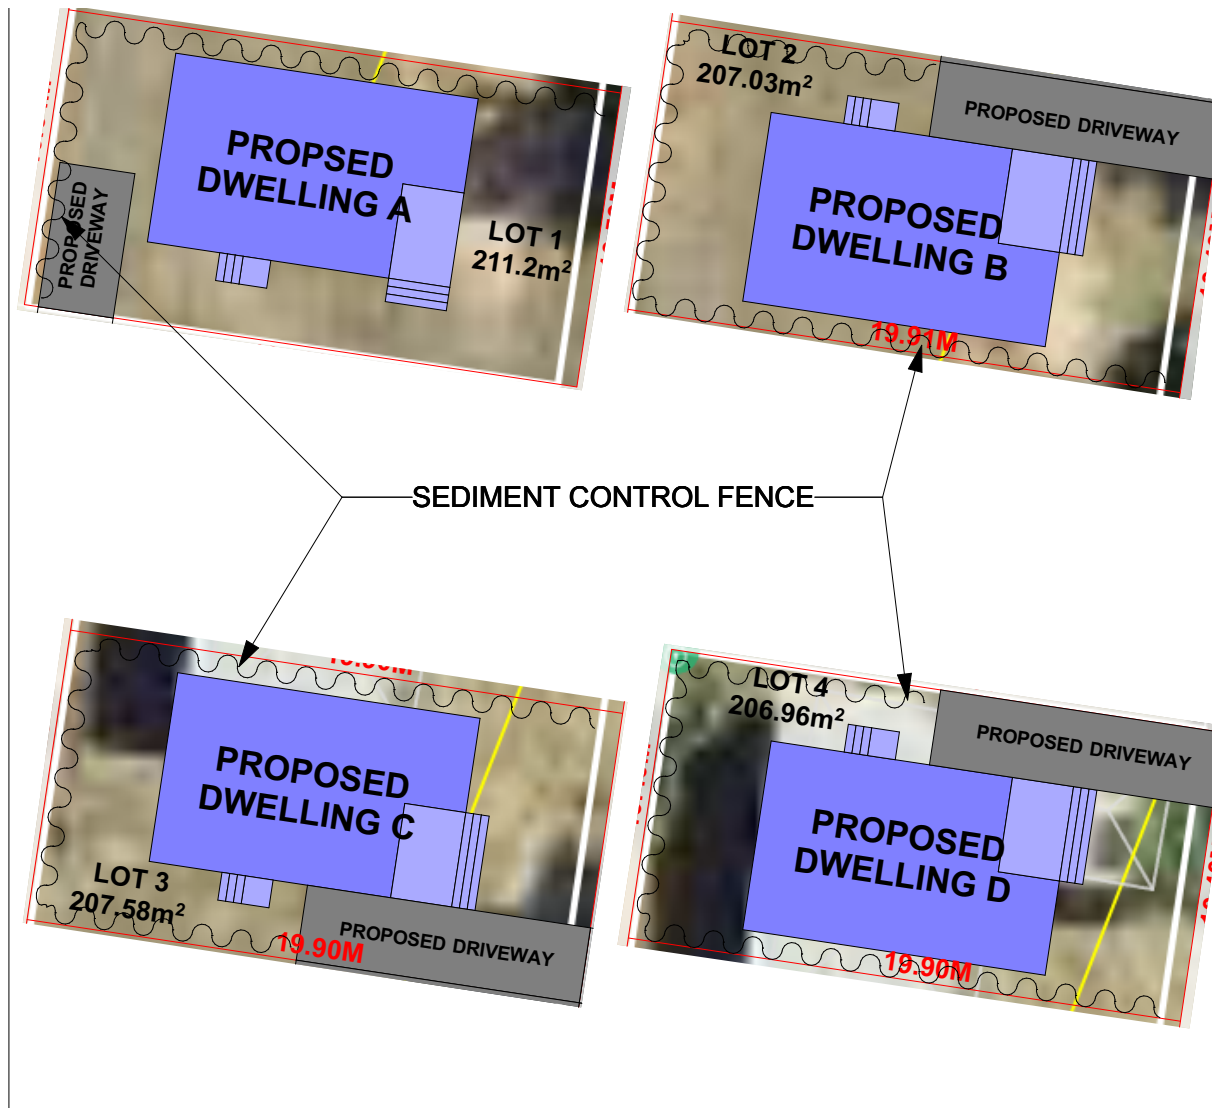 PROPSED
DWELLING A
PROPOSED
DRIVEWAY
LOT 1
211.2m²
LOT 2
207.03m²
PROPOSED DRIVEWAY
PROPOSED
DWELLING B
19.91M
SEDIMENT CONTROL FENCE
PROPOSED
DWELLING C
LOT 3
207.58m²
19.90M
PROPOSED DRIVEWAY
LOT 4
206.96m²
PROPOSED DRIVEWAY
PROPOSED
DWELLING D
19.90M